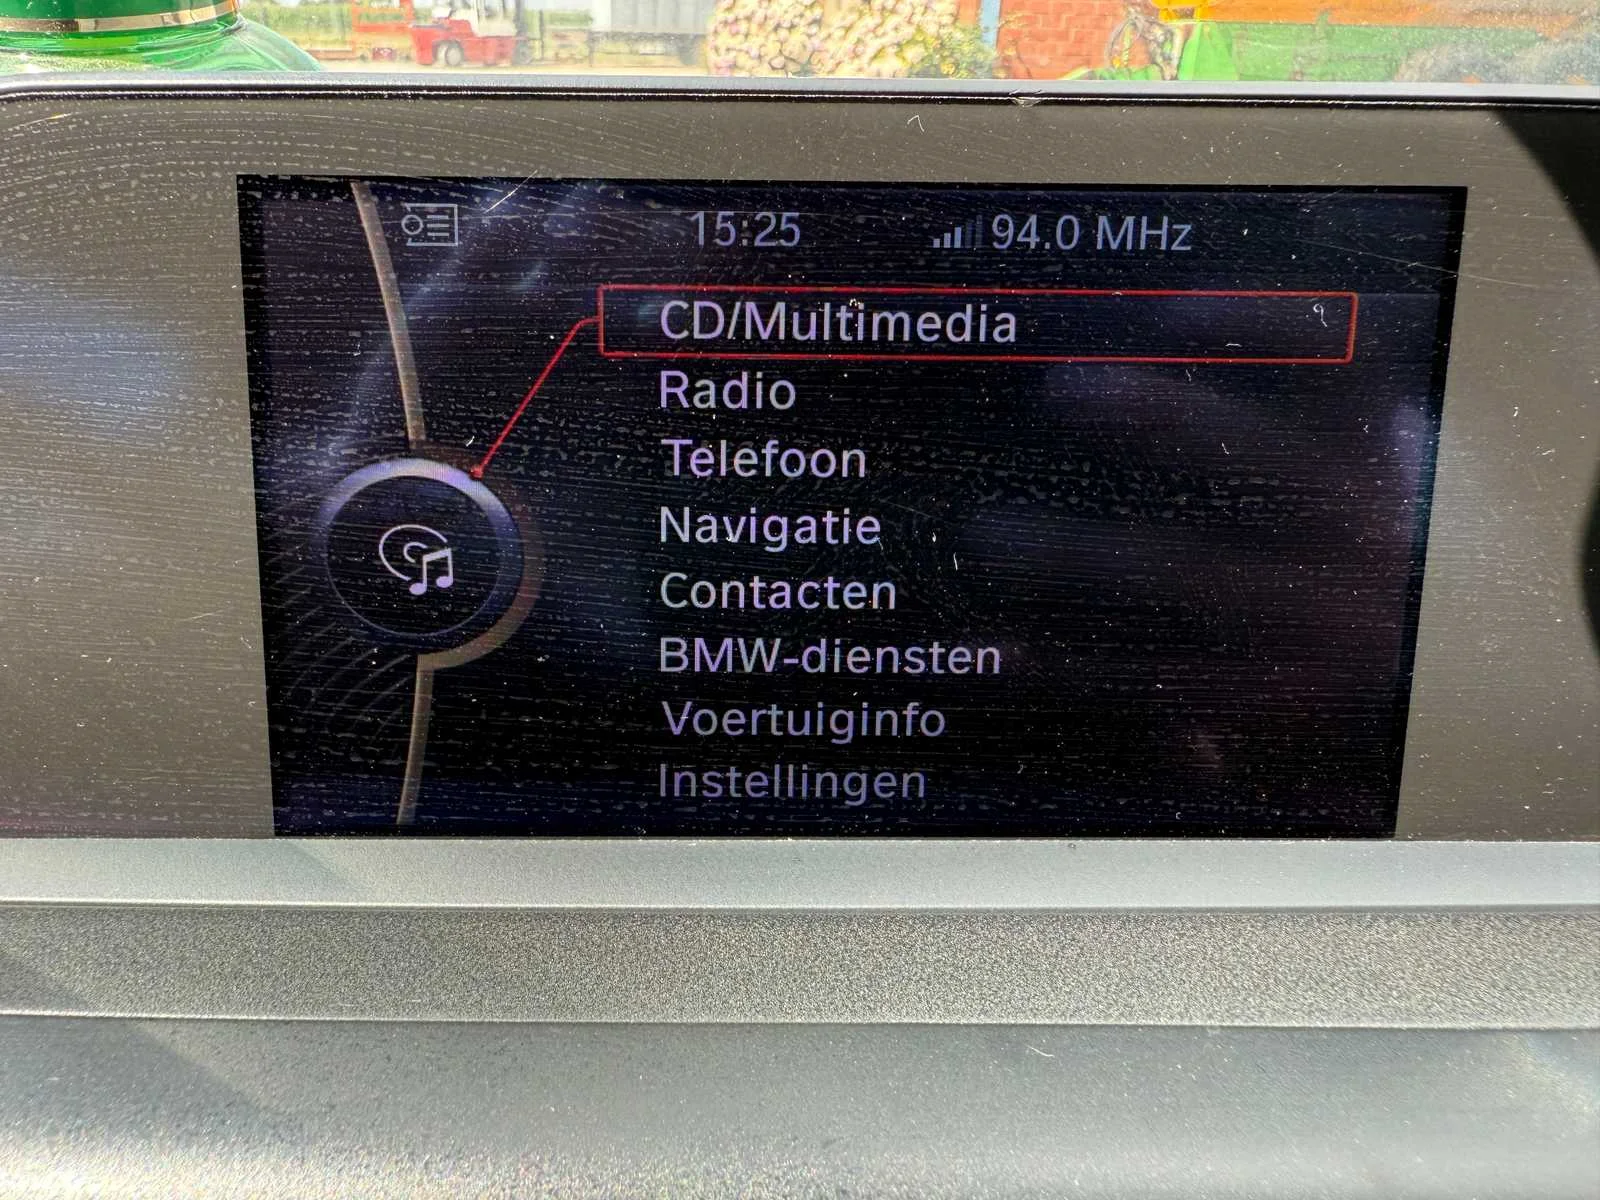 15:25 94.0 MHz
CD/Multimedia
Radio
Telefoon
Navigatie
Contacten
BMW-diensten
Voertuiginfo
Instellingen